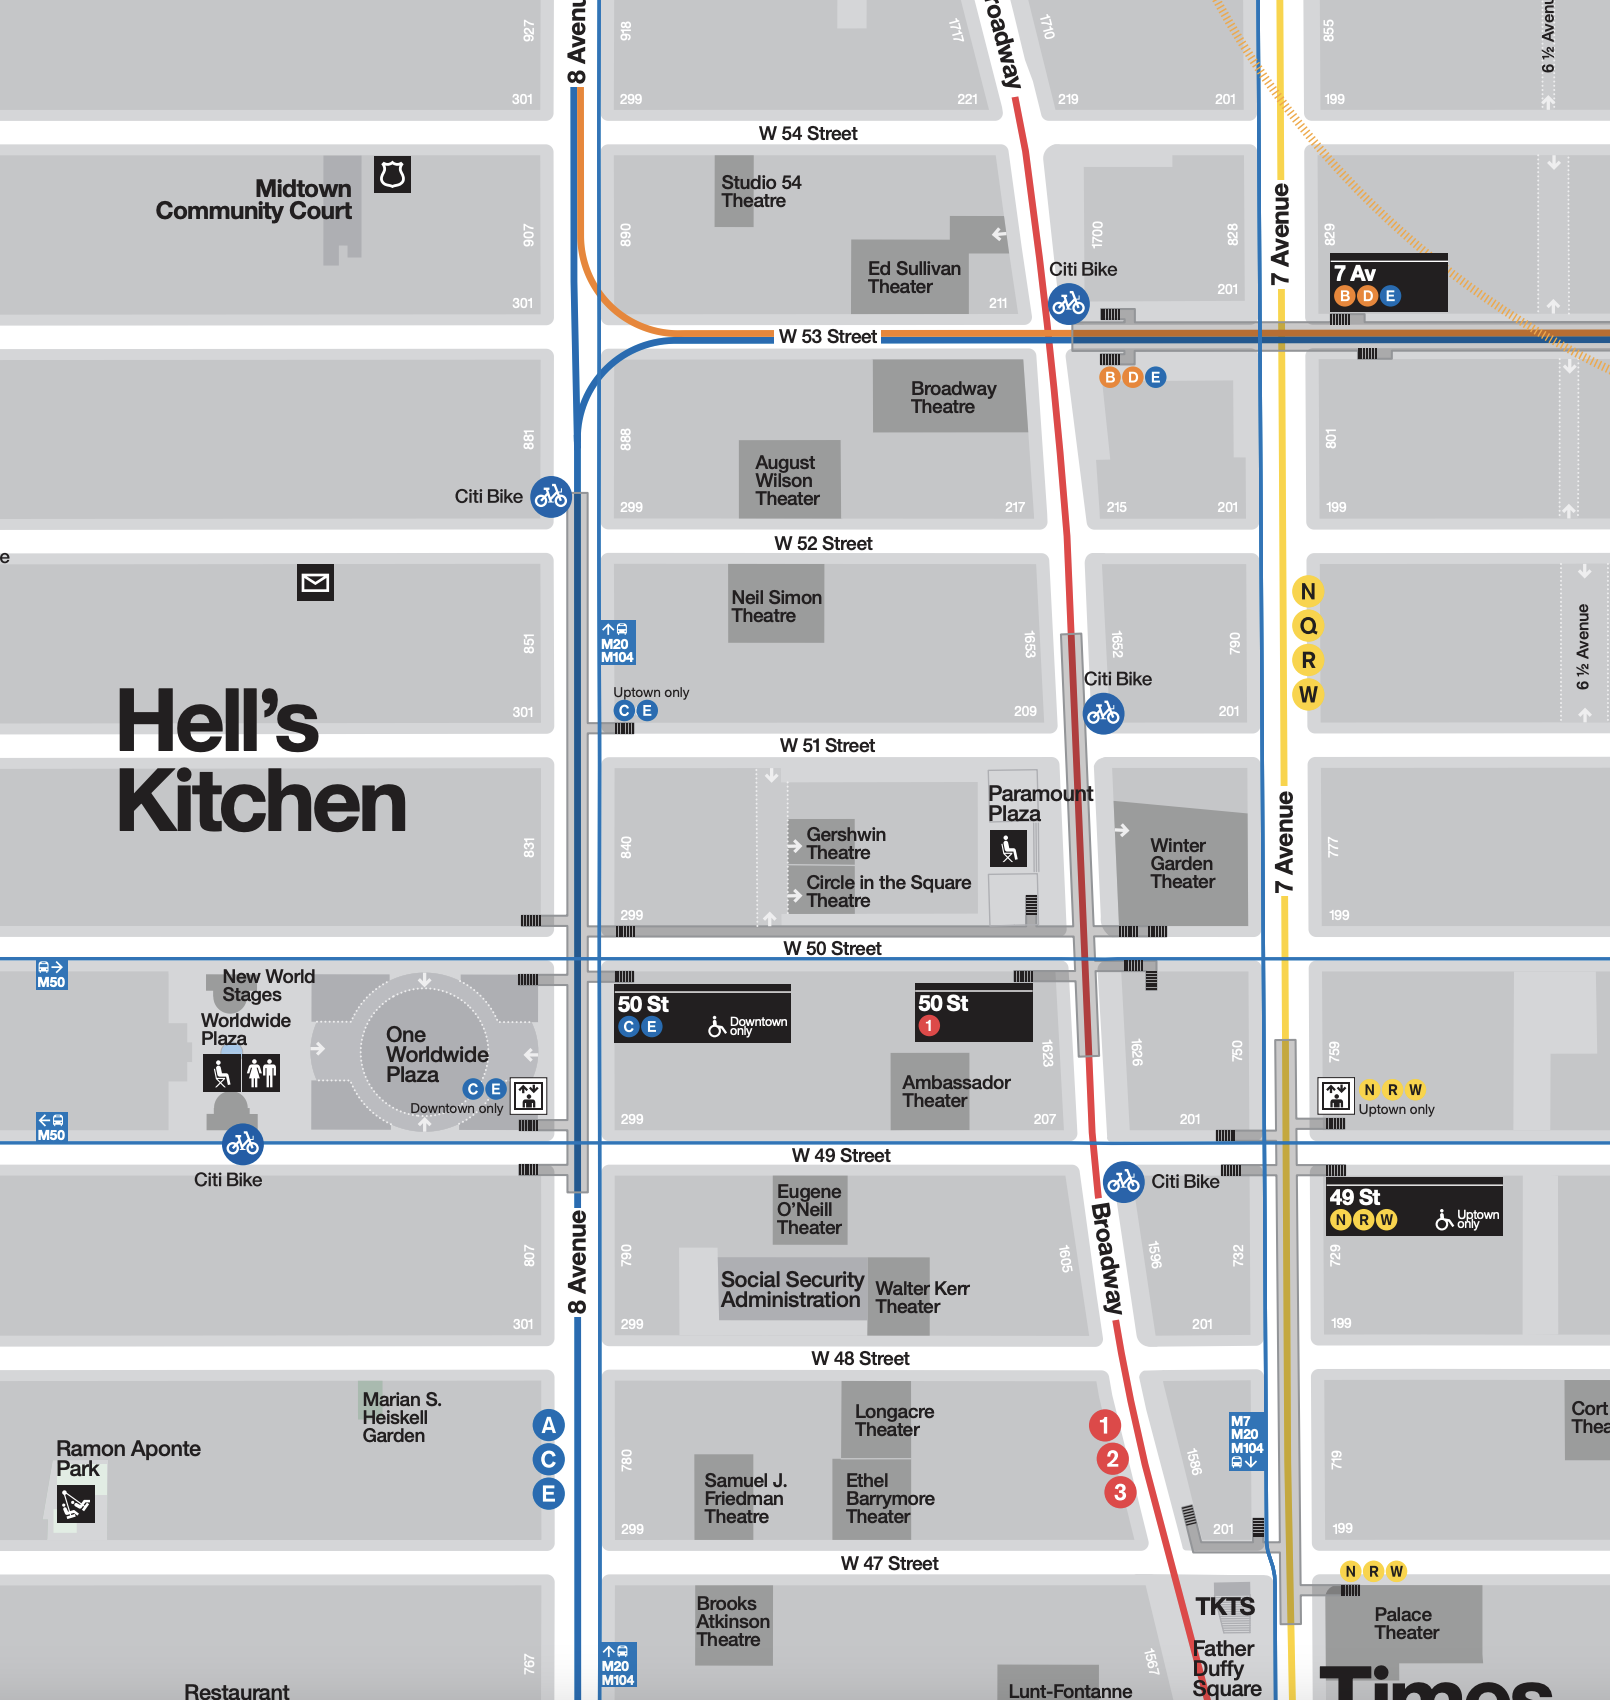 927
8 Avenu
918
1717
roadway
1710
855
6 ½ Avenu
301
299
221
219
201
199
W 54 Street
Midtown
Community Court
Studio 54
Theatre
907
890
Ed Sullivan
Theater
Citi Bike
1700
828
7 Avenue
829
7 Av
B D E
301
211
201
W 53 Street
B D E
Broadway
Theatre
881
888
August
Wilson
Theater
801
Citi Bike
299
217
215
201
199
W 52 Street
e
Neil Simon
Theatre
N
Q
R
W
6 ½ Avenue
851
M20
M104
1653
1652
790
Uptown only
C E
Citi Bike
301
209
201
Hell's
Kitchen
W 51 Street
Paramount
Plaza
831
840
Gershwin
Theatre
Circle in the Square
Theatre
Winter
Garden
Theater
7 Avenue
777
299
199
W 50 Street
M50
New World
Stages
Worldwide
Plaza
One
Worldwide
Plaza
50 St
C E
Downtown
only
50 St
1
1623
1626
750
759
C E
Downtown only
Ambassador
Theater
N R W
Uptown only
M50
299
207
201
W 49 Street
Citi Bike
Citi Bike
Eugene
O'Neill
Theater
49 St
N R W
Uptown
only
807
8 Avenue
790
1605
Broadway
1596
732
729
Social Security
Administration
Walter Kerr
Theater
301
299
201
199
W 48 Street
Marian S.
Heiskell
Garden
Longacre
Theater
Cort
Thea
A
C
E
1
2
3
M7
M20
M104
Ramon Aponte
Park
780
1586
719
Samuel J.
Friedman
Theatre
Ethel
Barrymore
Theater
299
201
199
W 47 Street
N R W
Brooks
Atkinson
Theatre
TKTS
Palace
Theater
767
M20
M104
1567
Father
Duffy
Square
Restaurant
Lunt-Fontanne
Times